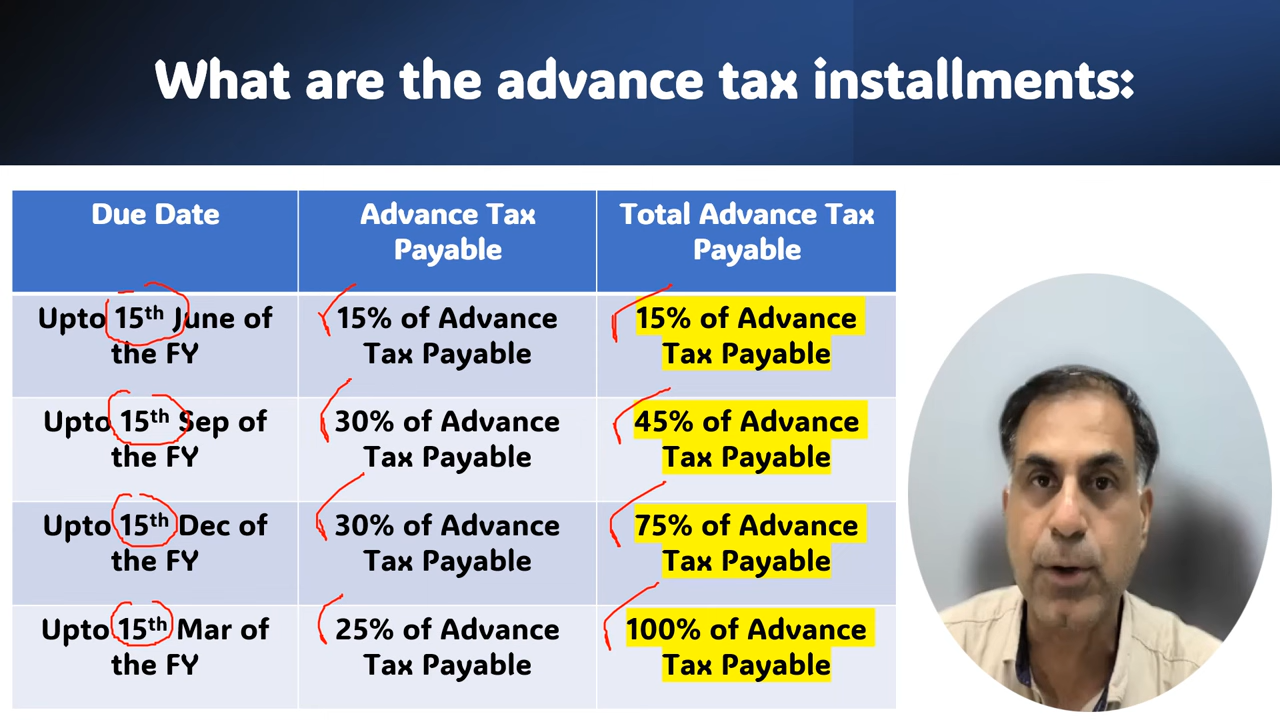 What are the advance tax installments:
Due Date
Advance Tax
Payable
Total Advance Tax
Payable
Upto 15th June of
the FY
15% of Advance
Tax Payable
15% of Advance
Tax Payable
Upto 15th Sep of
the FY
30% of Advance
Tax Payable
45% of Advance
Tax Payable
Upto 15th Dec of
the FY
30% of Advance
Tax Payable
75% of Advance
Tax Payable
Upto 15th Mar of
the FY
25% of Advance
Tax Payable
100% of Advance
Tax Payable